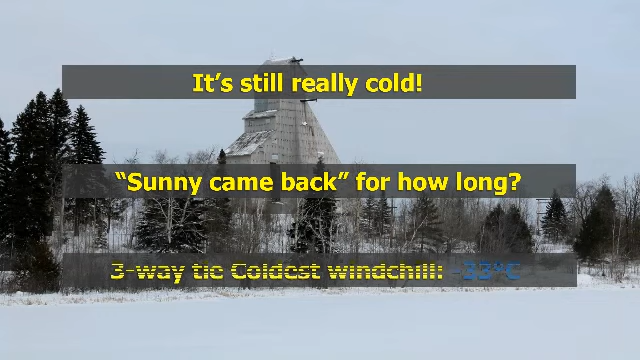 It's still really cold!
“Sunny came back” for how long?
3-way tie Coldest windchill: -33°C